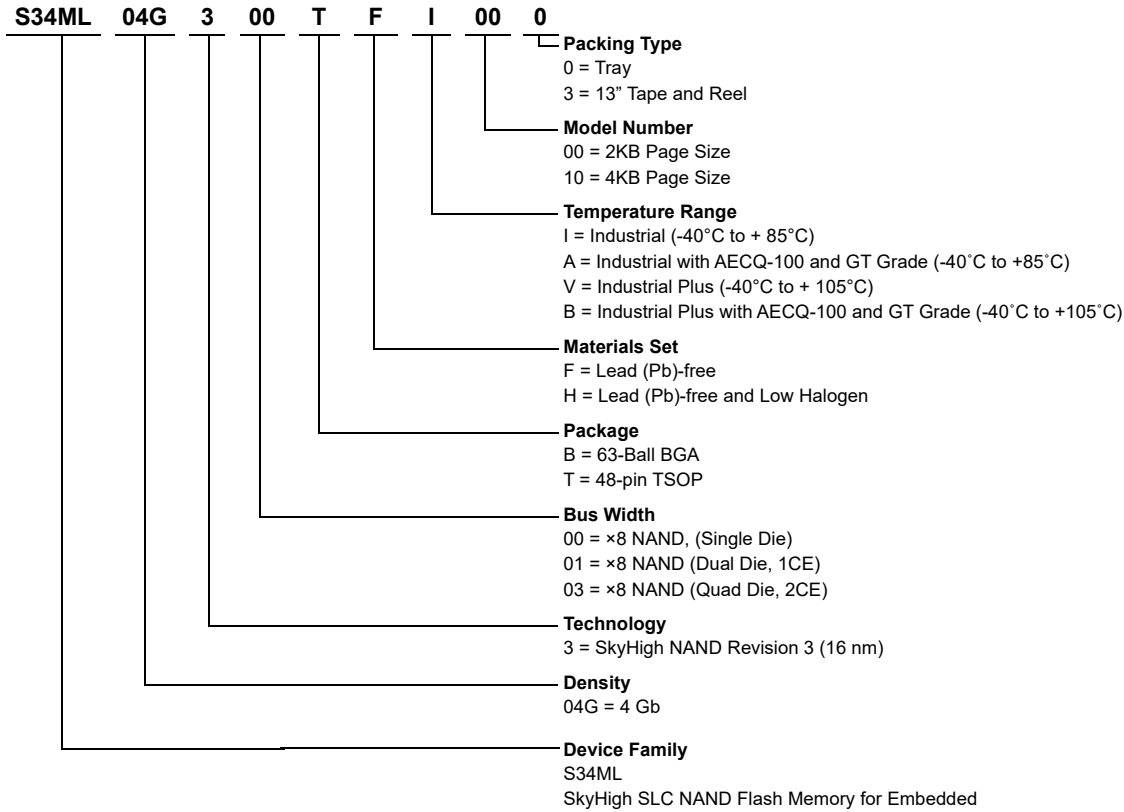 S34ML 04G 3 00 T F I 00 0
Packing Type
0 = Tray
3 = 13” Tape and Reel
Model Number
00 = 2KB Page Size
10 = 4KB Page Size
Temperature Range
I = Industrial (-40°C to + 85°C)
A = Industrial with AECQ-100 and GT Grade (-40˚C to +85˚C)
V = Industrial Plus (-40°C to + 105°C)
B = Industrial Plus with AECQ-100 and GT Grade (-40˚C to +105˚C)
Materials Set
F = Lead (Pb)-free
H = Lead (Pb)-free and Low Halogen
Package
B = 63-Ball BGA
T = 48-pin TSOP
Bus Width
00 = ×8 NAND, (Single Die)
01 = ×8 NAND (Dual Die, 1CE)
03 = ×8 NAND (Quad Die, 2CE)
Technology
3 = SkyHigh NAND Revision 3 (16 nm)
Density
04G = 4 Gb
Device Family
S34ML
SkyHigh SLC NAND Flash Memory for Embedded